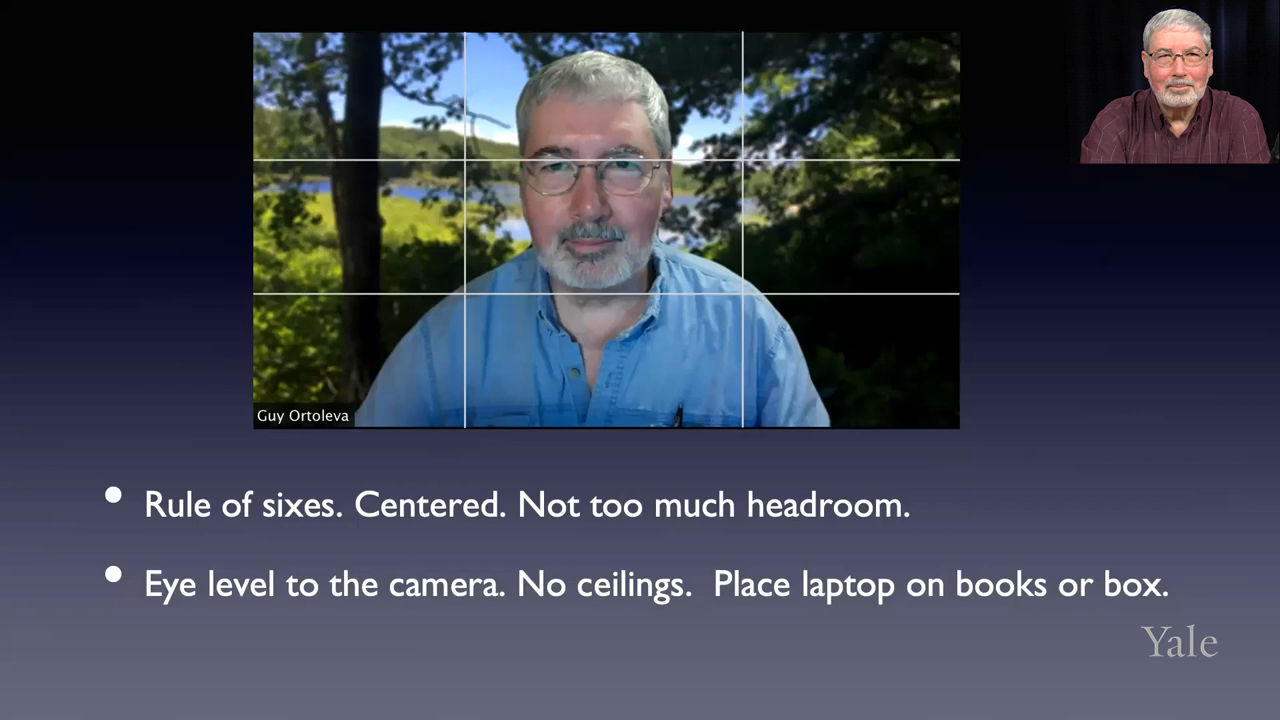 Guy Ortoleva
Rule of sixes. Centered. Not too much headroom.
Eye level to the camera. No ceilings.  Place laptop on books or box.
Yale